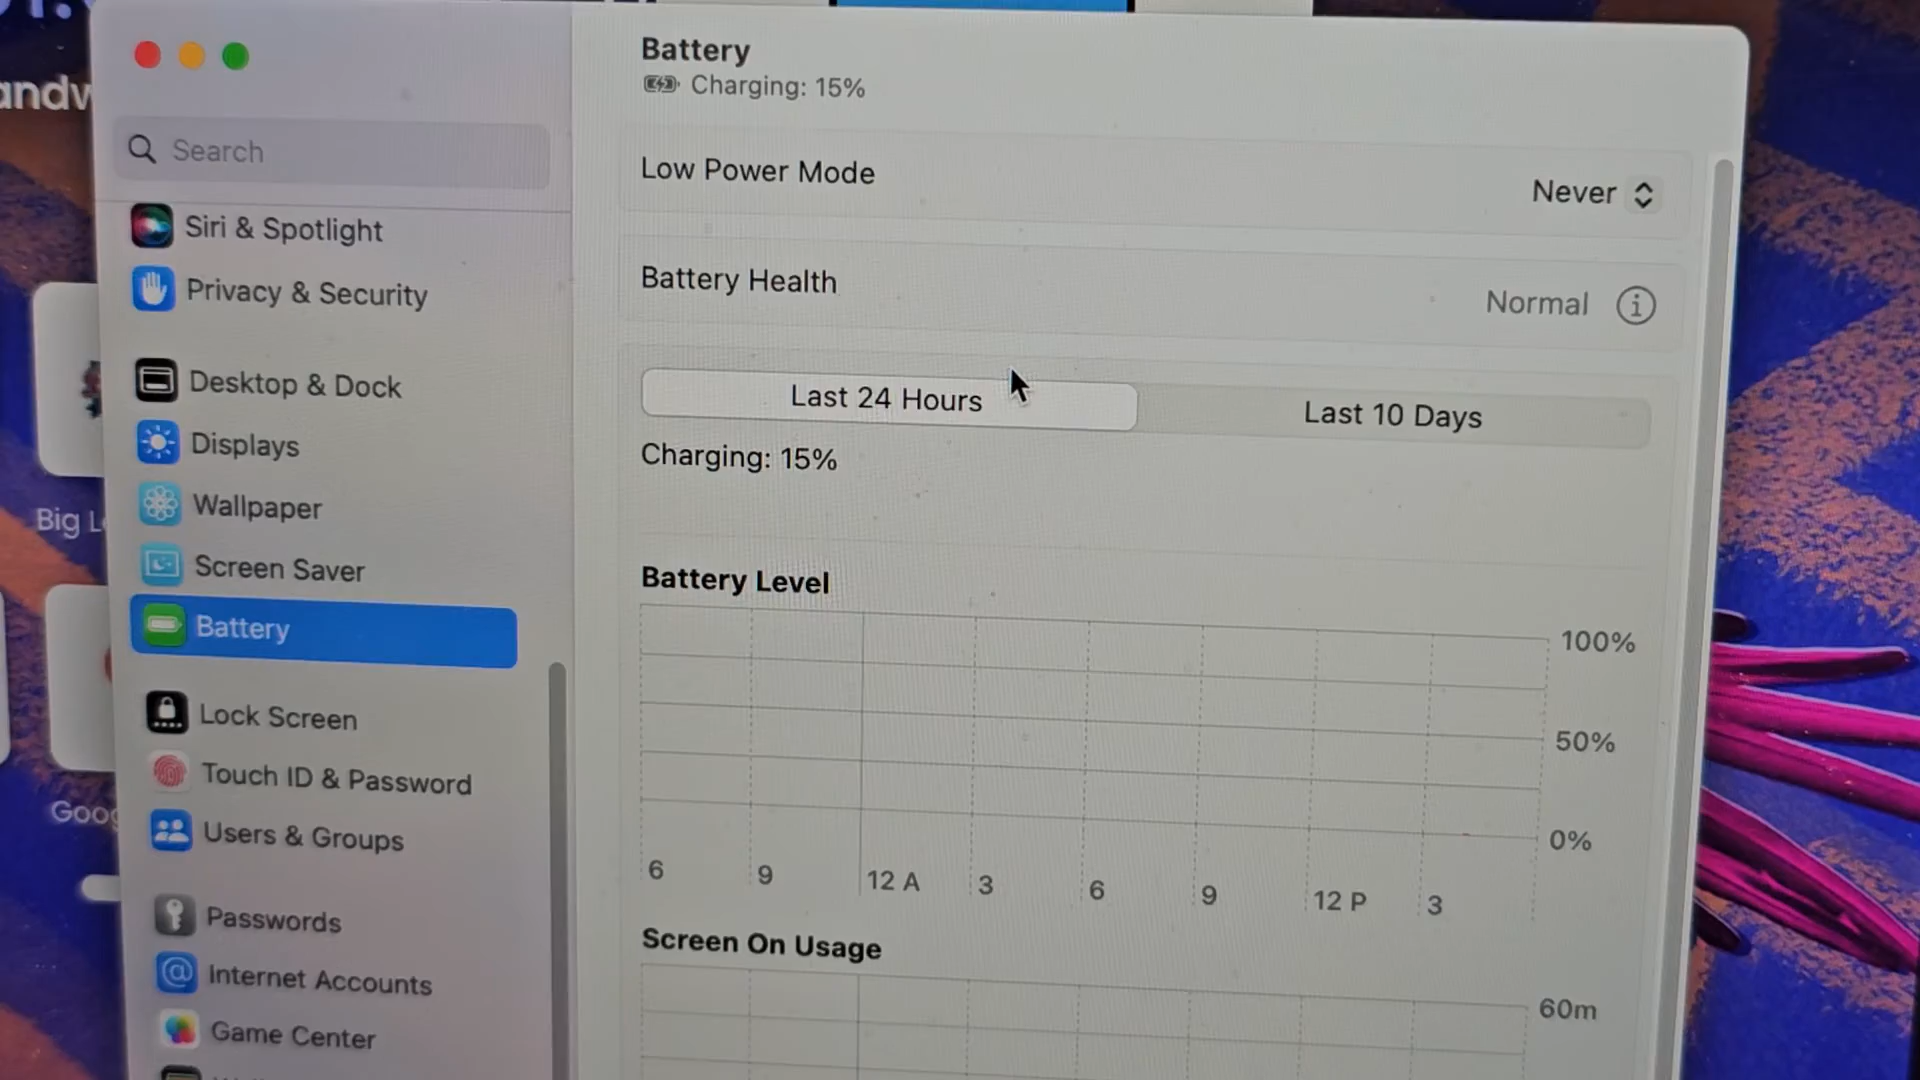 andw
Search
Siri & Spotlight
Privacy & Security
Desktop & Dock
Displays
Wallpaper
Screen Saver
Battery
Lock Screen
Touch ID & Password
Users & Groups
Passwords
Internet Accounts
Game Center
Big L
Goog
Battery
Charging: 15%
Low Power Mode
Never
Battery Health
Normal
Last 24 Hours
Last 10 Days
Charging: 15%
Battery Level
100%
50%
0%
6 9 12 A 3 6 9 12 P 3
Screen On Usage
60m